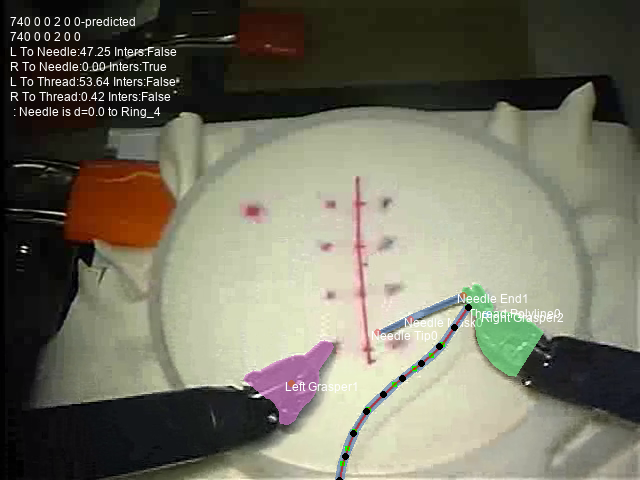 740 0 0 2 0 0-predicted
740 0 0 2 0 0
L To Needle:47.25 Inters:False
R To Needle:0.00 Inters:True
L To Thread:53.64 Inters:False
R To Thread:0.42 Inters:False
: Needle is d=0.0 to Ring_4
Needle End1
Thread Polyline0
Right Grasper2
Needle Mask0
Needle Tip0
Left Grasper1